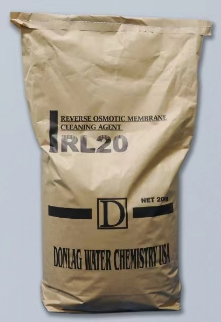 REVERSE OSMOTIC MEMBRANE
CLEANING AGENT
RL20
NET 20
D
DONLAG WATER CHEMISTRY USA